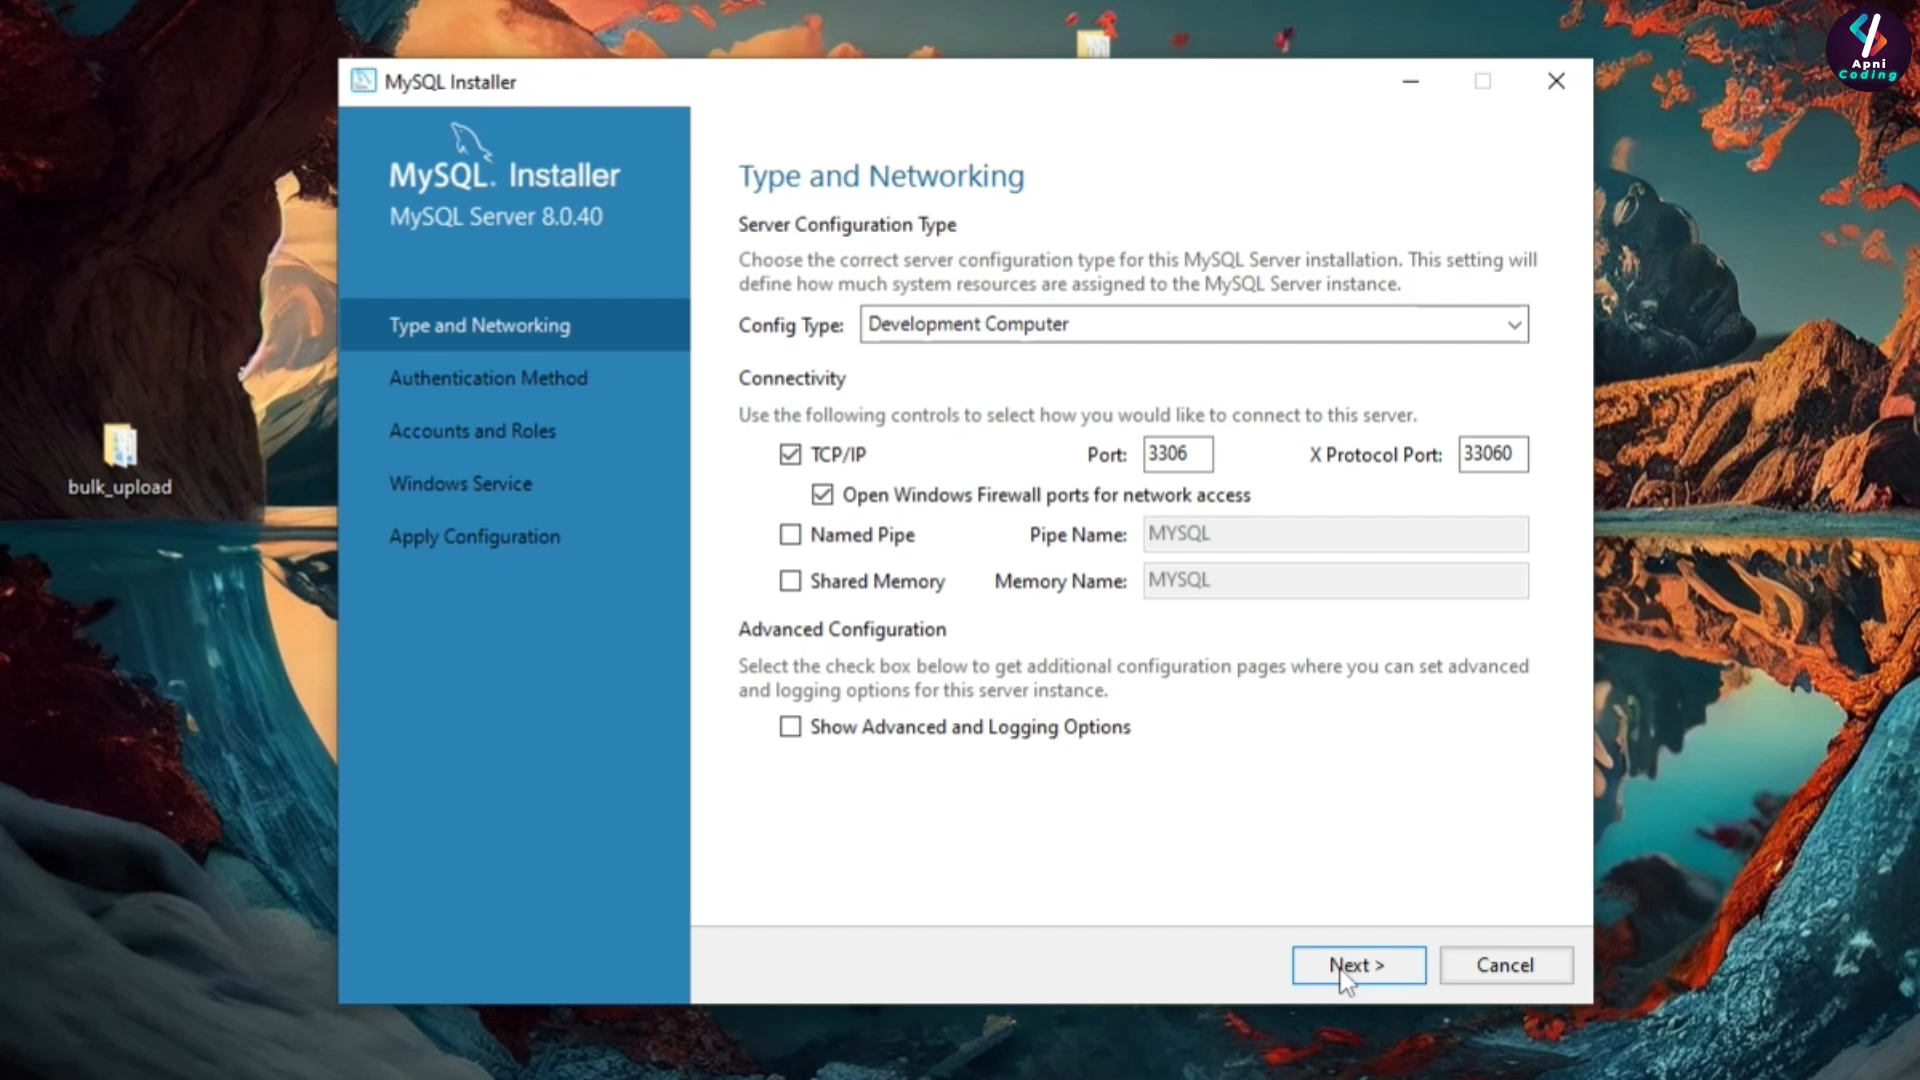 Apni
Coding
MySQL Installer
MySQL. Installer
MySQL Server 8.0.40
Type and Networking
Authentication Method
Accounts and Roles
Windows Service
Apply Configuration
bulk_upload
Type and Networking
Server Configuration Type
Choose the correct server configuration type for this MySQL Server installation. This setting will
define how much system resources are assigned to the MySQL Server instance.
Config Type: Development Computer
Connectivity
Use the following controls to select how you would like to connect to this server.
TCP/IP Port: 3306 X Protocol Port: 33060
Open Windows Firewall ports for network access
Named Pipe Pipe Name: MYSQL
Shared Memory Memory Name: MYSQL
Advanced Configuration
Select the check box below to get additional configuration pages where you can set advanced
and logging options for this server instance.
Show Advanced and Logging Options
Next > Cancel